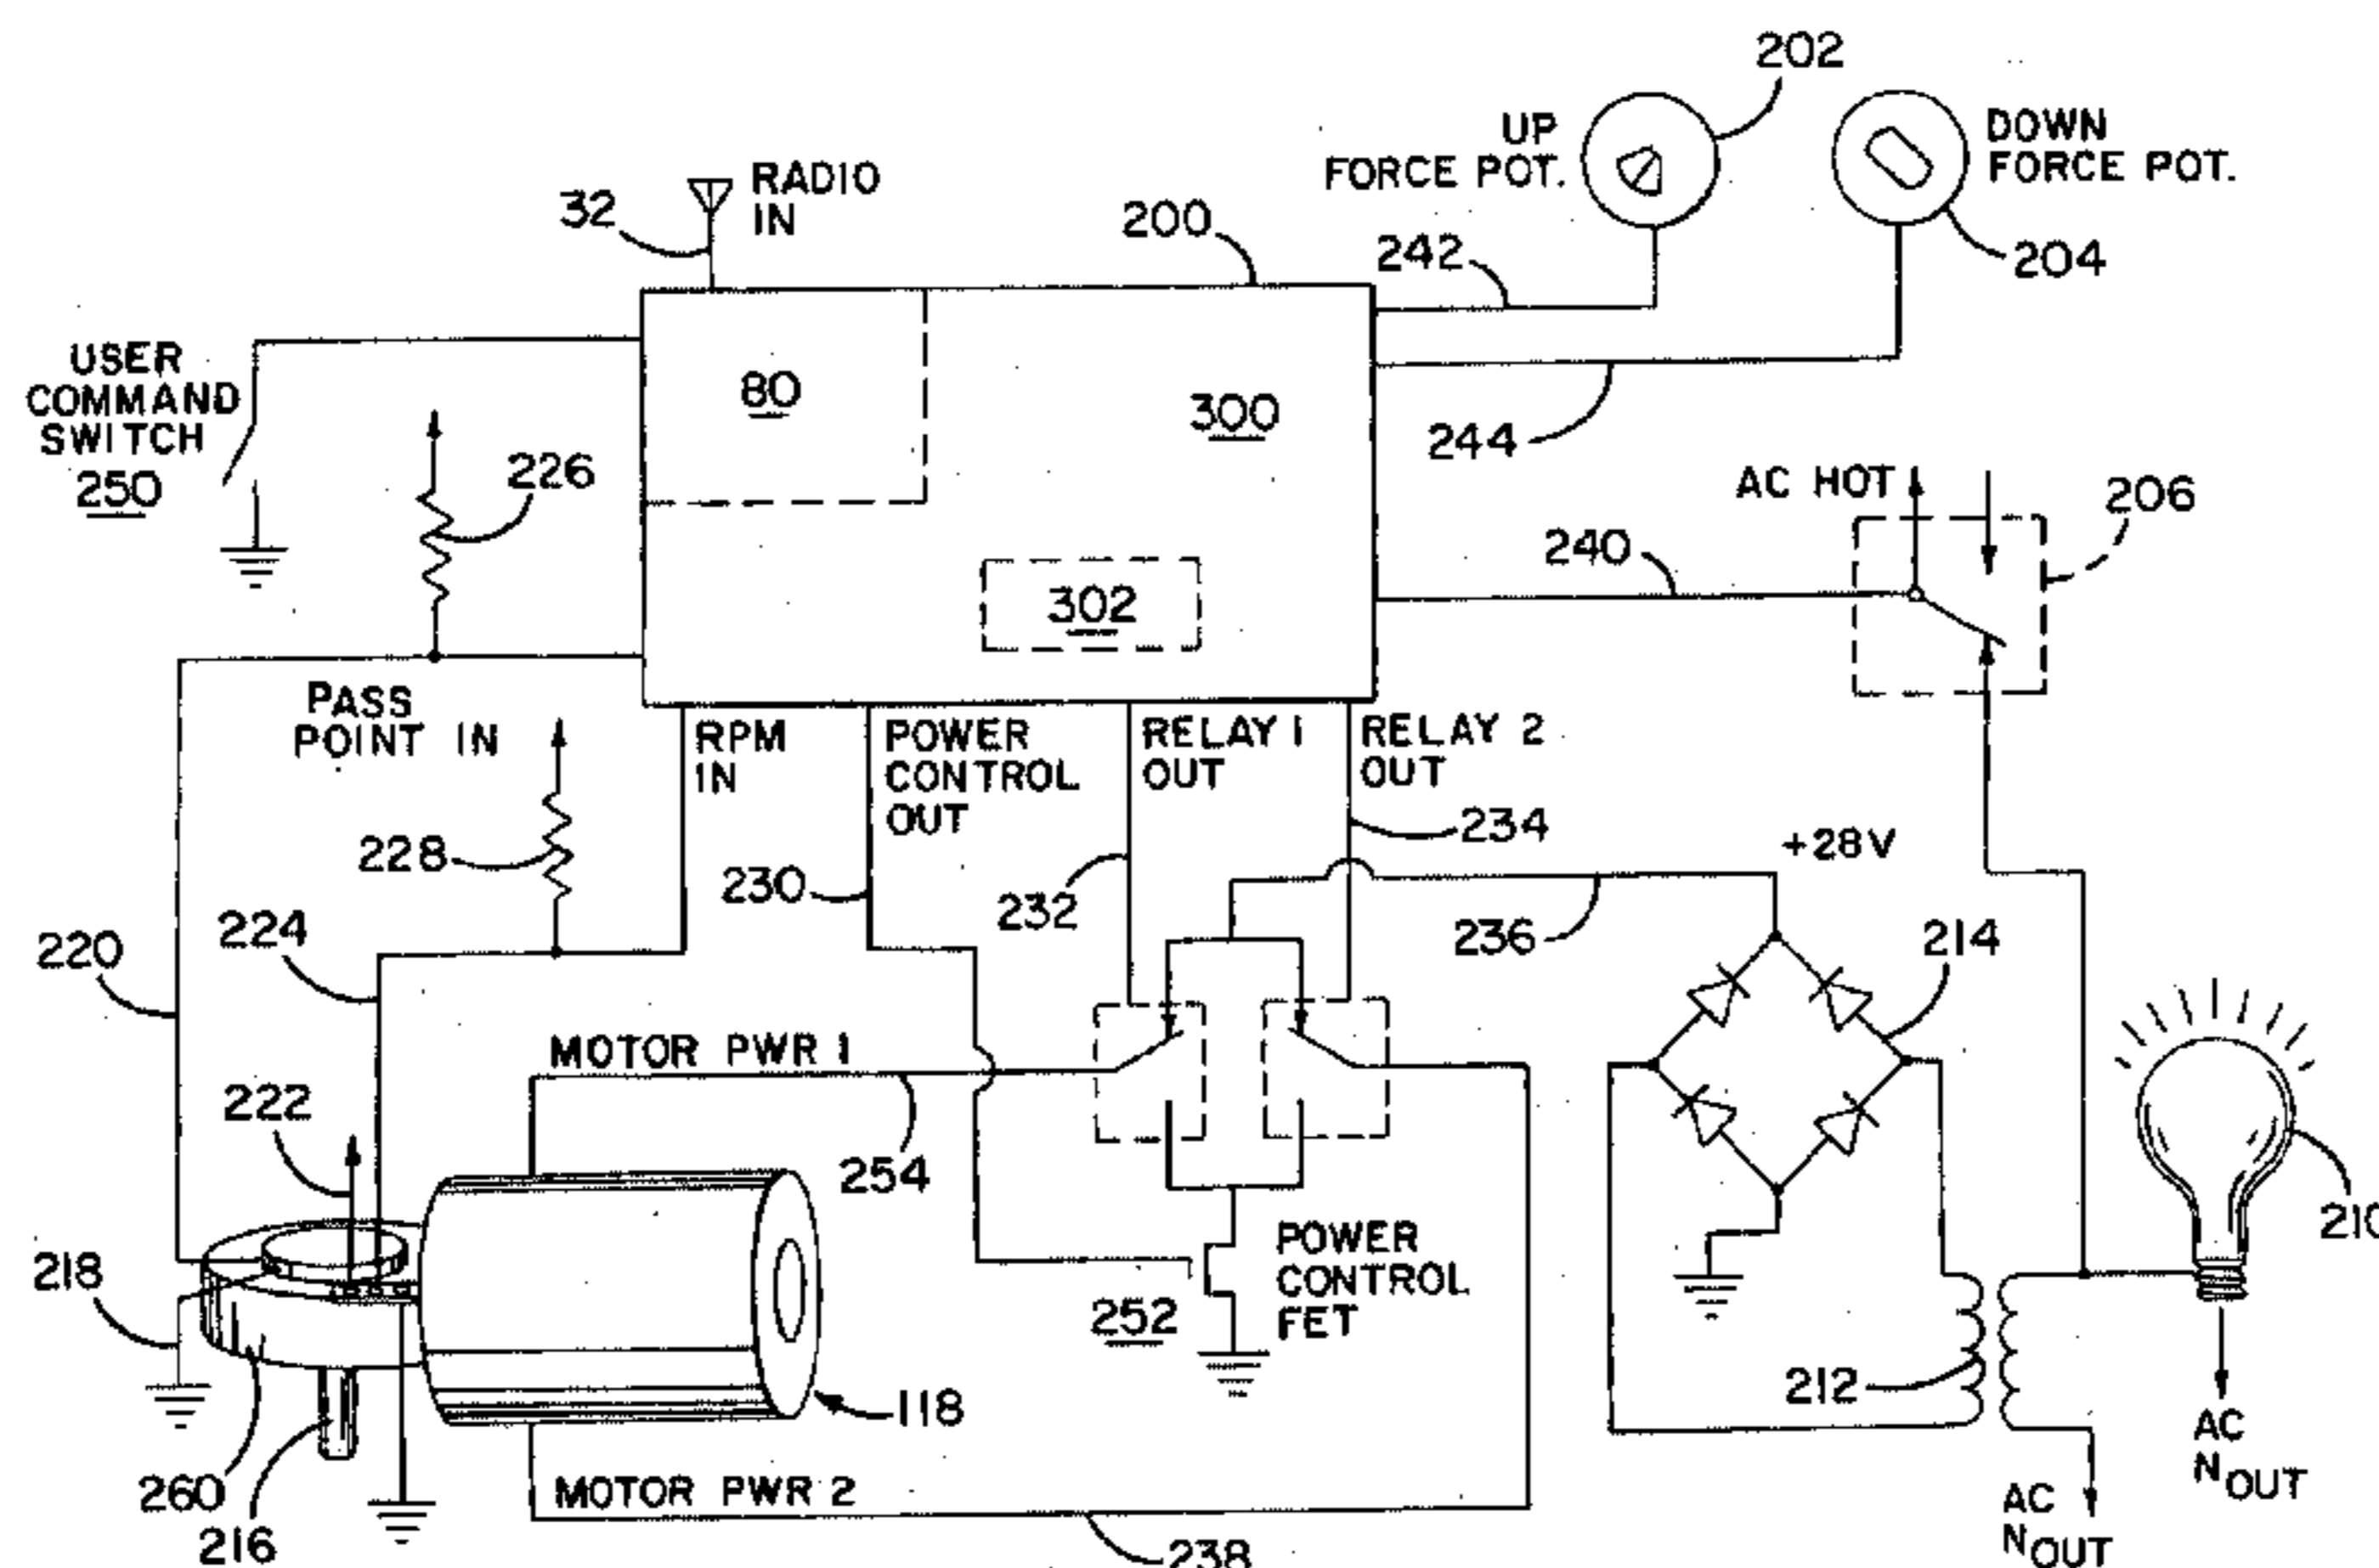 202
UP
FORCE POT.
DOWN
FORCE POT.
204
32
RADIO
IN
200
242
244
USER
COMMAND
SWITCH
250
226
80
300
302
AC HOT
206
240
PASS
POINT IN
RPM
IN
POWER
CONTROL
OUT
RELAY 1
OUT
RELAY 2
OUT
228
230
232
234
+28V
236
214
220
224
222
MOTOR PWR 1
254
218
POWER
CONTROL
FET
252
212
210
118
260
216
MOTOR PWR 2
238
AC
NOUT
AC
NOUT